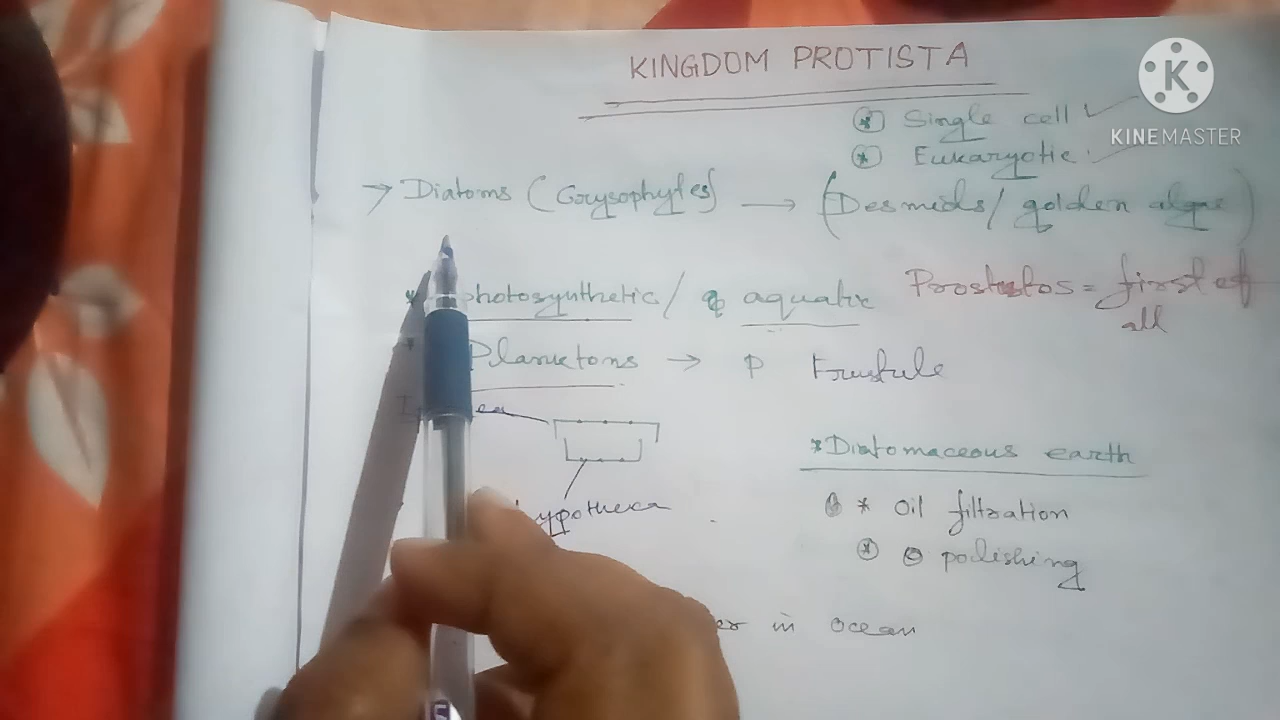 KINGDOM PROTISTA
K
KINEMASTER
Single cell
Eukaryotic
→ Diatoms (Grysophyles) → (Desmids/ golden algae)
photosynthetic/ aquatic
Prostistos = first of all
Planktons → P Frustule
hypotheca
*Diatomaceous earth
* Oil filtration
* polishing
in Ocean